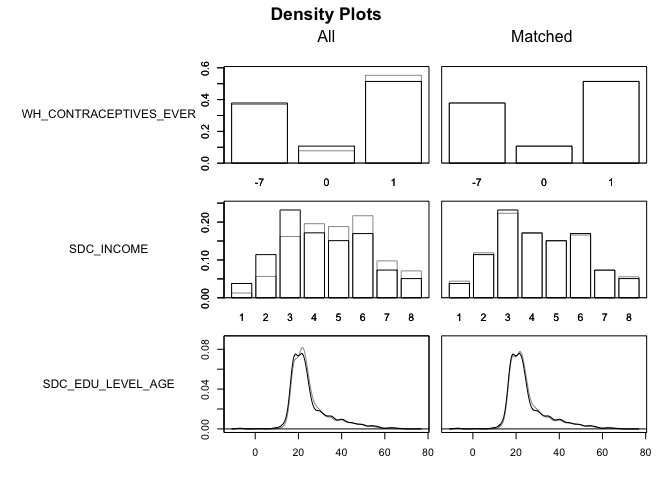 Density Plots
All Matched
WH_CONTRACEPTIVES_EVER
0.0 0.2 0.4 0.6
-7 0 1 -7 0 1
SDC_INCOME
0.00 0.10 0.20
1 2 3 4 5 6 7 8 1 2 3 4 5 6 7 8
SDC_EDU_LEVEL_AGE
0.00 0.04 0.08
0 20 40 60 80 0 20 40 60 80